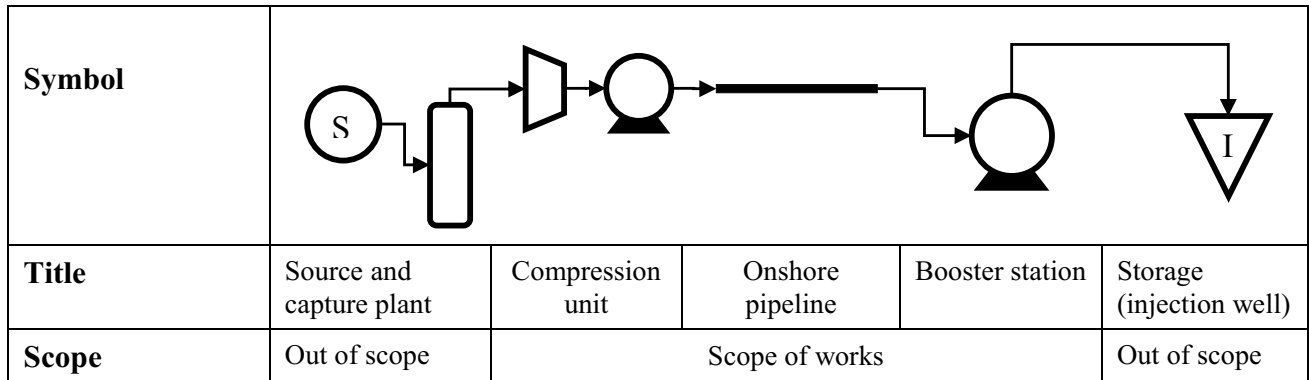 Symbol
S
I
Title
Source and
capture plant
Compression
unit
Onshore
pipeline
Booster station
Storage
(injection well)
Scope
Out of scope
Scope of works
Out of scope